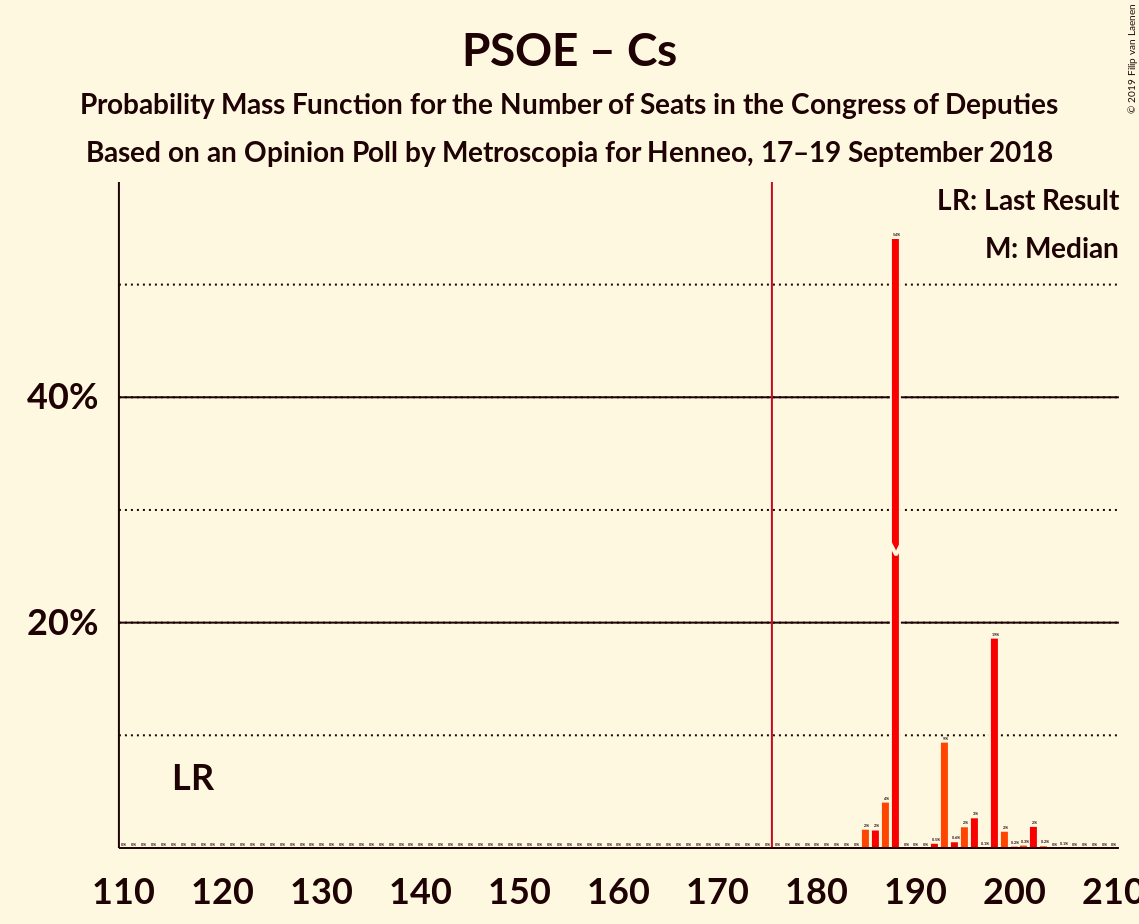 PSOE – Cs
Probability Mass Function for the Number of Seats in the Congress of Deputies
Based on an Opinion Poll by Metroscopia for Henneo, 17–19 September 2018
© 2019 Filip van Laenen
LR: Last Result
M: Median
40%
20%
LR
M
110 120 130 140 150 160 170 180 190 200 210